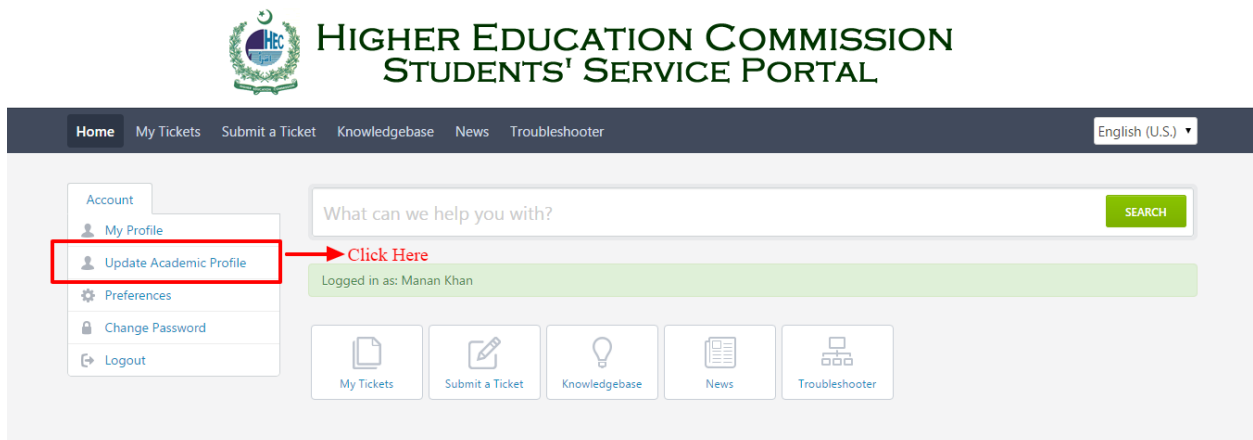 HEC
HIGHER EDUCATION COMMISSION
STUDENTS' SERVICE PORTAL
Home My Tickets Submit a Ticket Knowledgebase News Troubleshooter English (U.S.)
Account
What can we help you with? SEARCH
My Profile
Click Here
Update Academic Profile
Logged in as: Manan Khan
Preferences
Change Password
Logout
My Tickets Submit a Ticket Knowledgebase News Troubleshooter